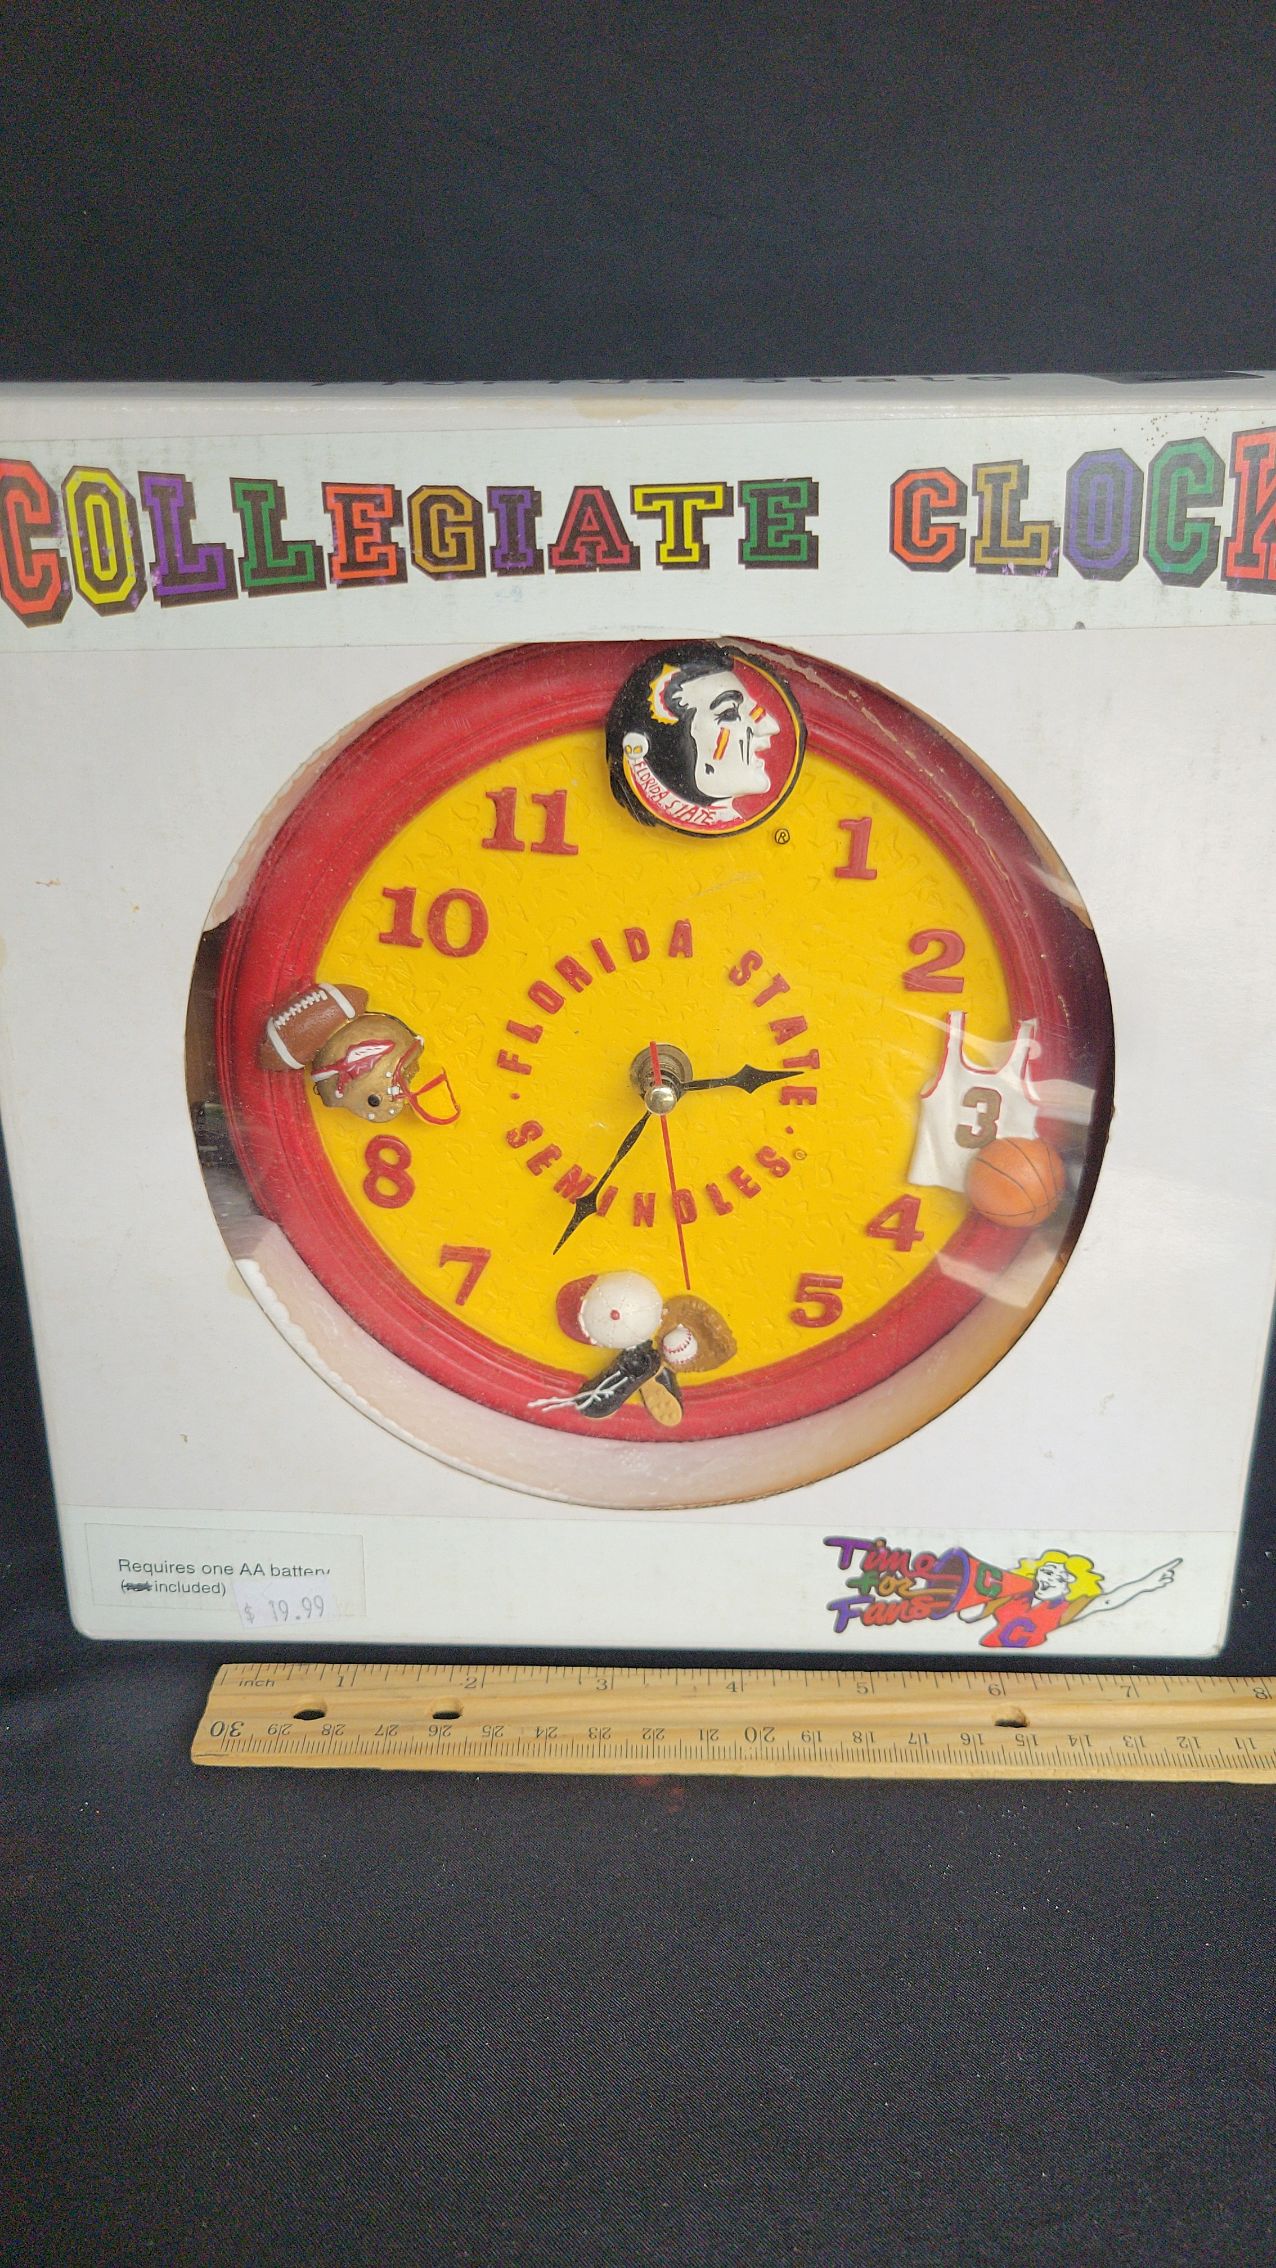 COLLEGIATE CLOCK
FLORIDA STATE
®
11
1
10
2
FLORIDA STATE
· SEMINOLES · ©
3
8
4
7
5
Requires one AA battery
(not included)
$ 19.99
Time
for
Fans
C
C
inch 1 2 3 4 5 6 7 8
30 29 28 27 26 25 24 23 22 21 20 19 18 17 16 15 14 13 12 11